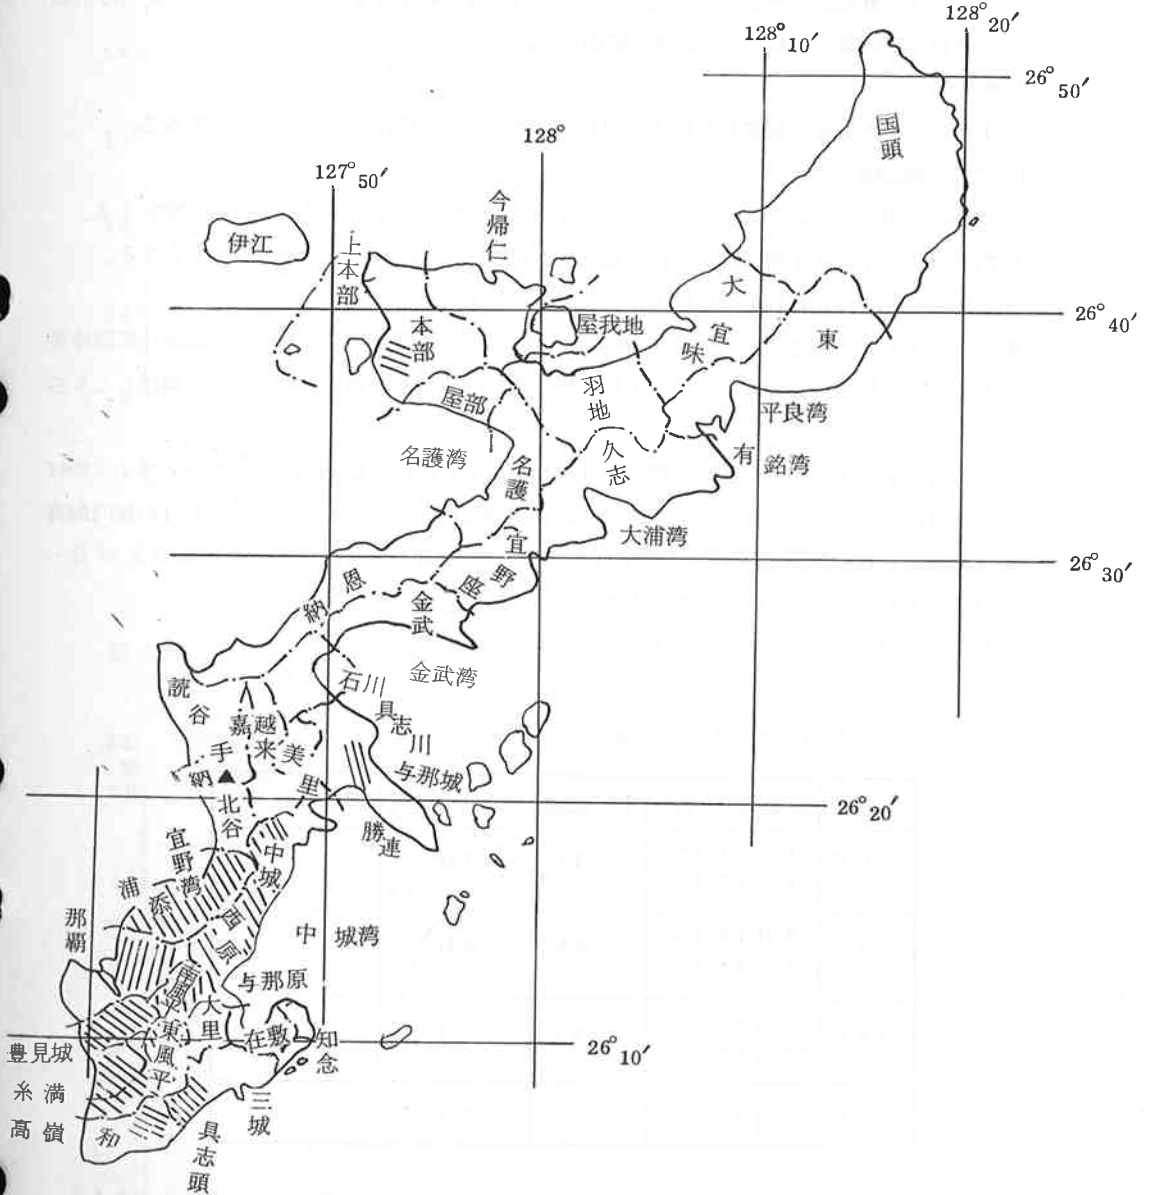 128° 20′
128° 10′
26° 50′
国頭
128°
127° 50′
今帰仁
伊江
上本部
大宜味
26° 40′
本部
屋我地
東
屋部
羽地
平良湾
名護湾
久志
有銘湾
名護
大浦湾
宜野座
26° 30′
恩納
金武
金武湾
石川
読谷
具志川
嘉手納
越来
美里
与那城
北谷
26° 20′
勝連
宜野湾
中城
浦添
西原
那覇
中城湾
南風平
与那原
大里
東風平
在敷
知念
26° 10′
豊見城
糸満
高嶺
三城
和
具志頭